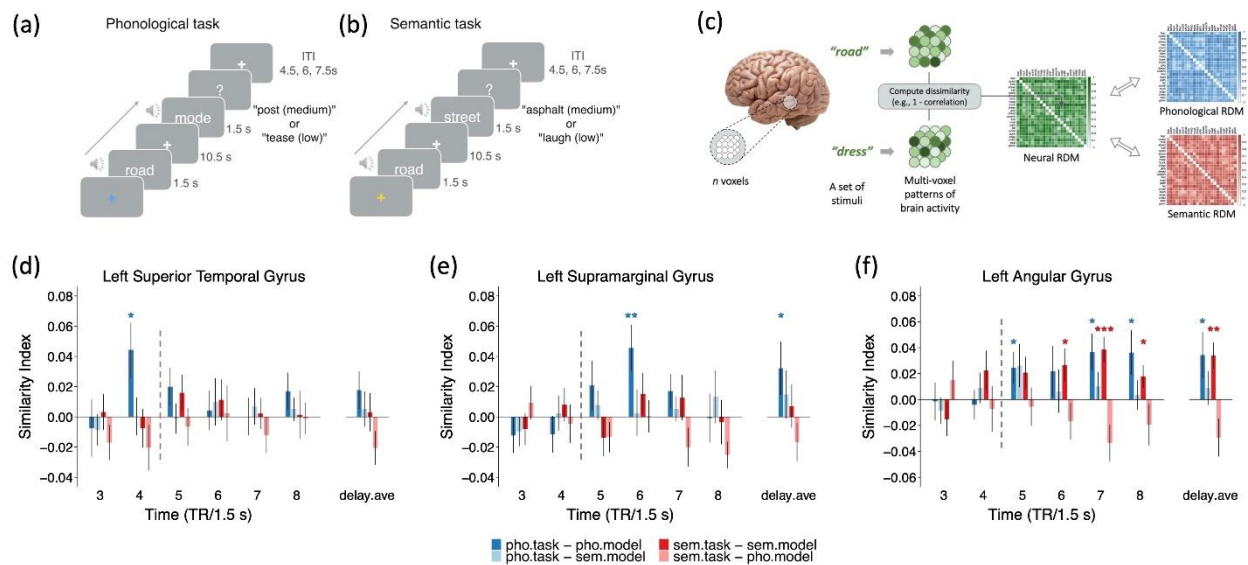 (a)
Phonological task
+
ITI
4.5, 6, 7.5s
?
mode
"post (medium)"
or
"tease (low)"
1.5 s
+
10.5 s
road
1.5 s
+
(b)
Semantic task
+
ITI
4.5, 6, 7.5s
?
street
"asphalt (medium)"
or
"laugh (low)"
1.5 s
+
10.5 s
road
1.5 s
+
(c)
"road"
Compute dissimilarity
(e.g., 1 - correlation)
"dress"
n voxels
A set of
stimuli
Multi-voxel
patterns of
brain activity
Neural RDM
Phonological RDM
Semantic RDM
(d)
Left Superior Temporal Gyrus
Similarity Index
0.08
0.06
0.04
0.02
0.00
−0.02
−0.04
*
3 4 5 6 7 8 delay.ave
Time (TR/1.5 s)
(e)
Left Supramarginal Gyrus
Similarity Index
0.08
0.06
0.04
0.02
0.00
−0.02
−0.04
** *
3 4 5 6 7 8 delay.ave
Time (TR/1.5 s)
(f)
Left Angular Gyrus
Similarity Index
0.08
0.06
0.04
0.02
0.00
−0.02
−0.04
−0.06
* * * *** * * * **
3 4 5 6 7 8 delay.ave
Time (TR/1.5 s)
pho.task − pho.model
pho.task − sem.model
sem.task − sem.model
sem.task − pho.model